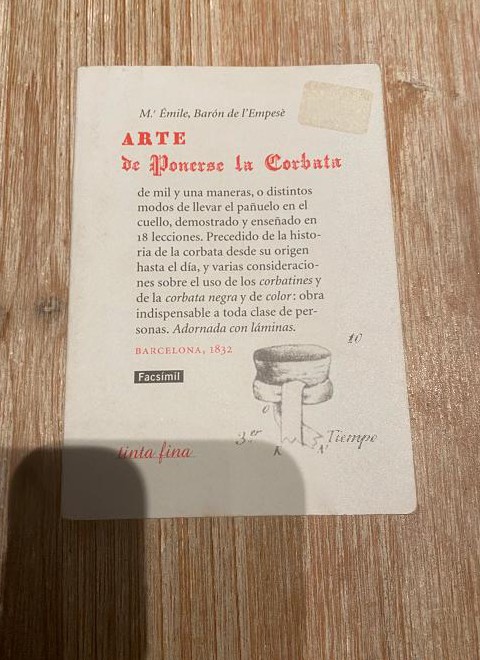 M.r Émile, Barón de l'Empesè
ARTE
de Ponerse la Corbata
de mil y una maneras, o distintos
modos de llevar el pañuelo en el
cuello, demostrado y enseñado en
18 lecciones. Precedido de la histo-
ria de la corbata desde su origen
hasta el día, y varias consideracio-
nes sobre el uso de los corbatines y
de la corbata negra y de color: obra
indispensable a toda clase de per-
sonas. Adornada con láminas.
BARCELONA, 1832
Facsímil
10
O
3.er Tiempo
K A
tinta fina